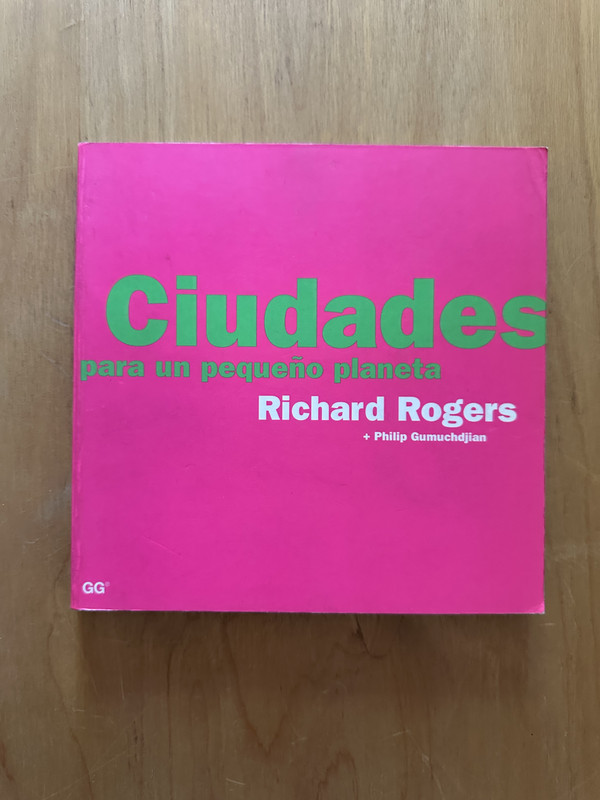 Ciudades
para un pequeño planeta
Richard Rogers
+ Philip Gumuchdjian
GG®